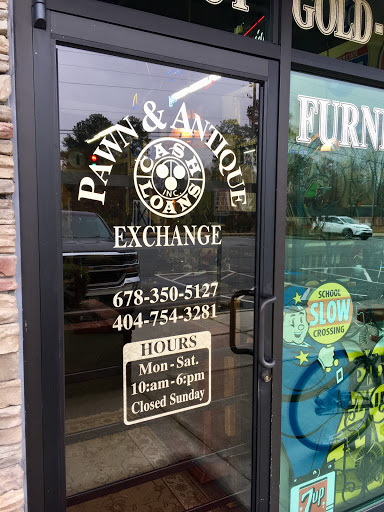 GOLD-
PAWN & ANTIQUE
CASH
INC.
LOANS
EXCHANGE
678-350-5127
404-754-3281
HOURS
Mon - Sat.
10:am - 6:pm
Closed Sunday
FURNI
SCHOOL
SLOW
CROSSING
7up